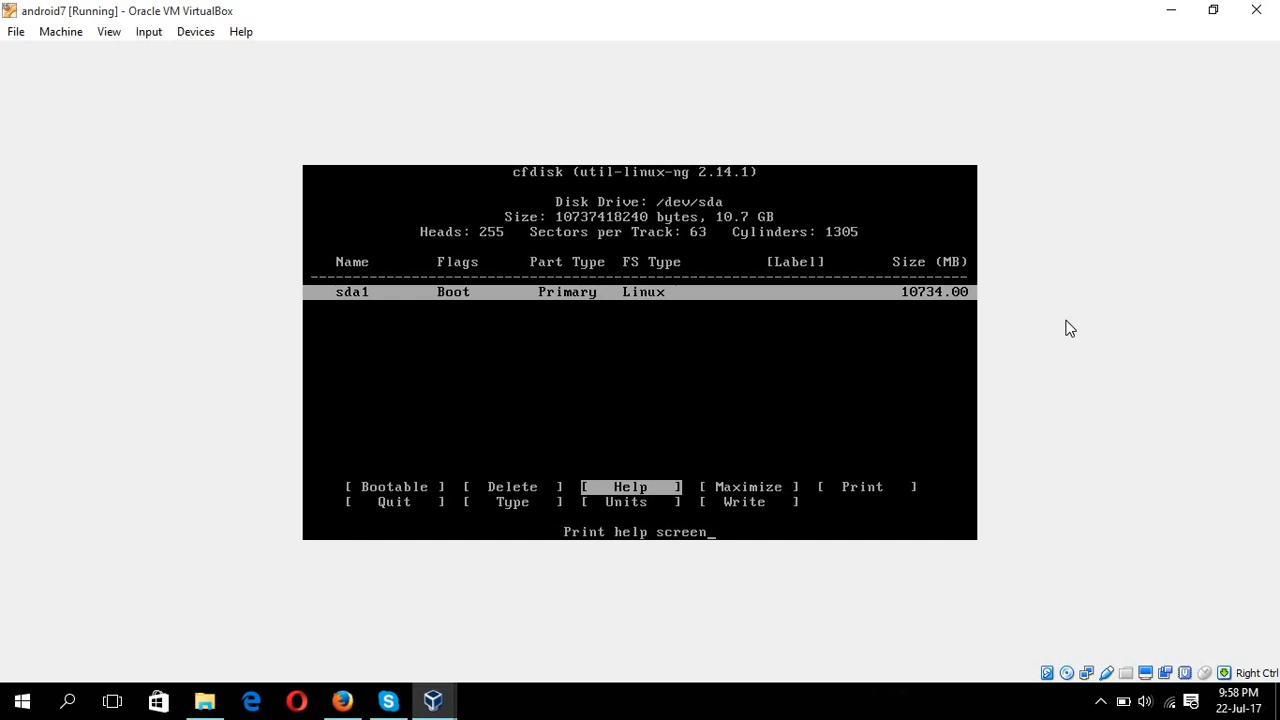 android7 [Running] - Oracle VM VirtualBox
File Machine View Input Devices Help
cfdisk (util-linux-ng 2.14.1)
Disk Drive: /dev/sda
Size: 10737418240 bytes, 10.7 GB
Heads: 255 Sectors per Track: 63 Cylinders: 1305
Name Flags Part Type FS Type [Label] Size (MB)
sda1 Boot Primary Linux 10734.00
[ Bootable ] [ Delete ] [ Help ] [ Maximize ] [ Print ]
[ Quit ] [ Type ] [ Units ] [ Write ]
Print help screen_
Right Ctrl
9:58 PM
22-Jul-17